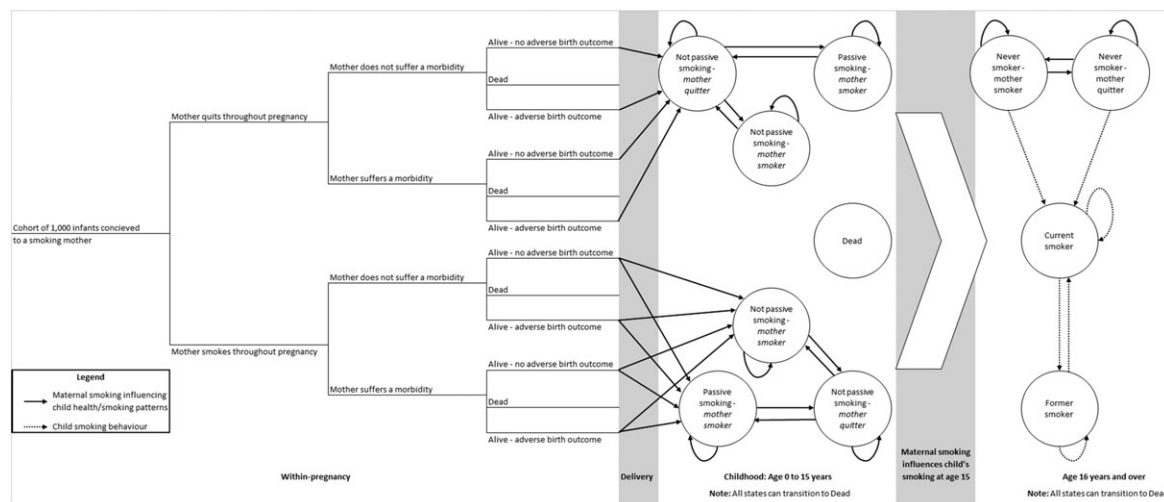 Cohort of 1,000 infants concieved
to a smoking mother
Mother quits throughout pregnancy
Mother smokes throughout pregnancy
Mother does not suffer a morbidity
Mother suffers a morbidity
Mother does not suffer a morbidity
Mother suffers a morbidity
Alive - no adverse birth outcome
Dead
Alive - adverse birth outcome
Alive - no adverse birth outcome
Dead
Alive - adverse birth outcome
Alive - no adverse birth outcome
Dead
Alive - adverse birth outcome
Alive - no adverse birth outcome
Dead
Alive - adverse birth outcome
Not passive
smoking -
mother
quitter
Passive
smoking -
mother
smoker
Not passive
smoking -
mother
smoker
Dead
Not passive
smoking -
mother
smoker
Passive
smoking -
mother
smoker
Not passive
smoking -
mother
quitter
Never
smoker -
mother
smoker
Never
smoker -
mother
quitter
Current
smoker
Former
smoker
Legend
Maternal smoking influencing
child health/smoking patterns
Child smoking behaviour
Within-pregnancy
Delivery
Childhood: Age 0 to 15 years
Note: All states can transition to Dead
Maternal smoking
influences child's
smoking at age 15
Age 16 years and over
Note: All states can transition to Dead